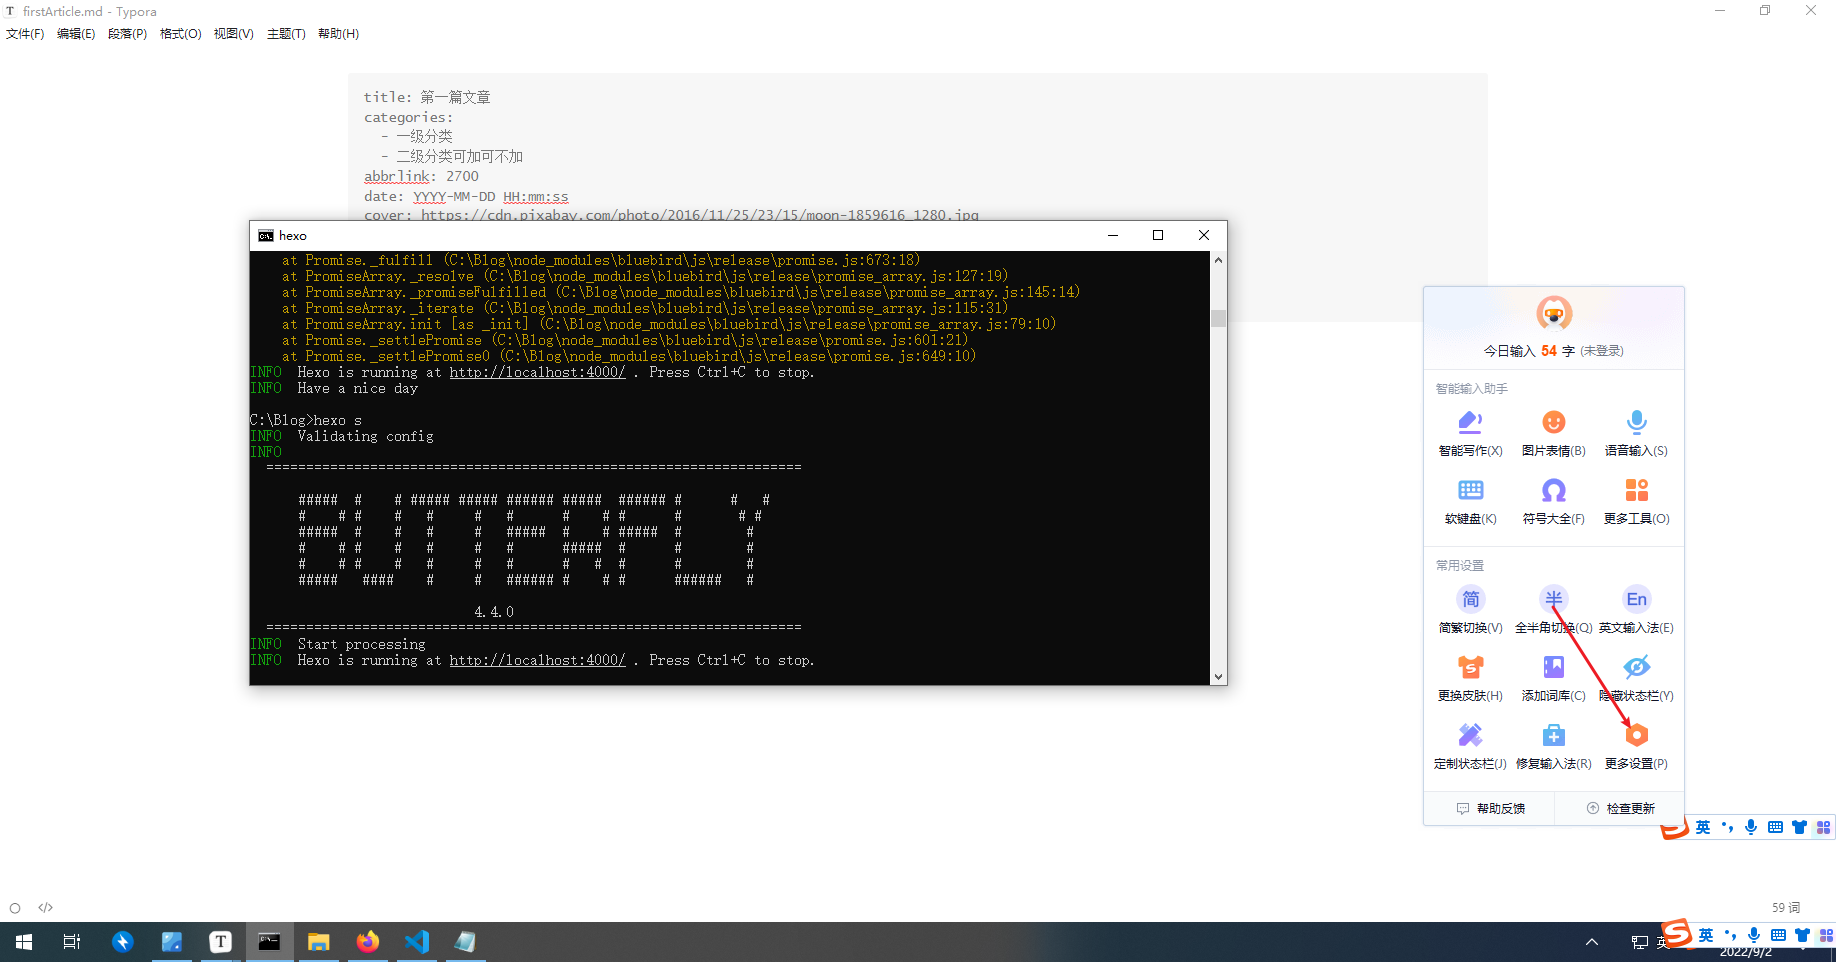 firstArticle.md - Typora
文件(F) 编辑(E) 段落(P) 格式(O) 视图(V) 主题(T) 帮助(H)
title: 第一篇文章
categories:
- 一级分类
- 二级分类可加可不加
abbrlink: 2700
date: YYYY-MM-DD HH:mm:ss
cover: https://cdn.pixabay.com/photo/2016/11/25/23/15/moon-1859616_1280.jpg
hexo
at Promise._fulfill (C:\Blog\node_modules\bluebird\js\release\promise.js:673:18)
at PromiseArray._resolve (C:\Blog\node_modules\bluebird\js\release\promise_array.js:127:19)
at PromiseArray._promiseFulfilled (C:\Blog\node_modules\bluebird\js\release\promise_array.js:145:14)
at PromiseArray._iterate (C:\Blog\node_modules\bluebird\js\release\promise_array.js:115:31)
at PromiseArray.init [as _init] (C:\Blog\node_modules\bluebird\js\release\promise_array.js:79:10)
at Promise._settlePromise (C:\Blog\node_modules\bluebird\js\release\promise.js:601:21)
at Promise._settlePromise0 (C:\Blog\node_modules\bluebird\js\release\promise.js:649:10)
INFO Hexo is running at http://localhost:4000/ . Press Ctrl+C to stop.
INFO Have a nice day
C:\Blog>hexo s
INFO Validating config
INFO
===================================================================
BUTTERFLY
4.4.0
===================================================================
INFO Start processing
INFO Hexo is running at http://localhost:4000/ . Press Ctrl+C to stop.
今日输入 54 字 (未登录)
智能输入助手
智能写作(X) 图片表情(B) 语音输入(S)
软键盘(K) 符号大全(F) 更多工具(O)
常用设置
简 半 En
简繁切换(V) 全半角切换(Q) 英文输入法(E)
更换皮肤(H) 添加词库(C) 隐藏状态栏(Y)
定制状态栏(J) 修复输入法(R) 更多设置(P)
帮助反馈 检查更新
英
59 词
英
英
2022/9/2